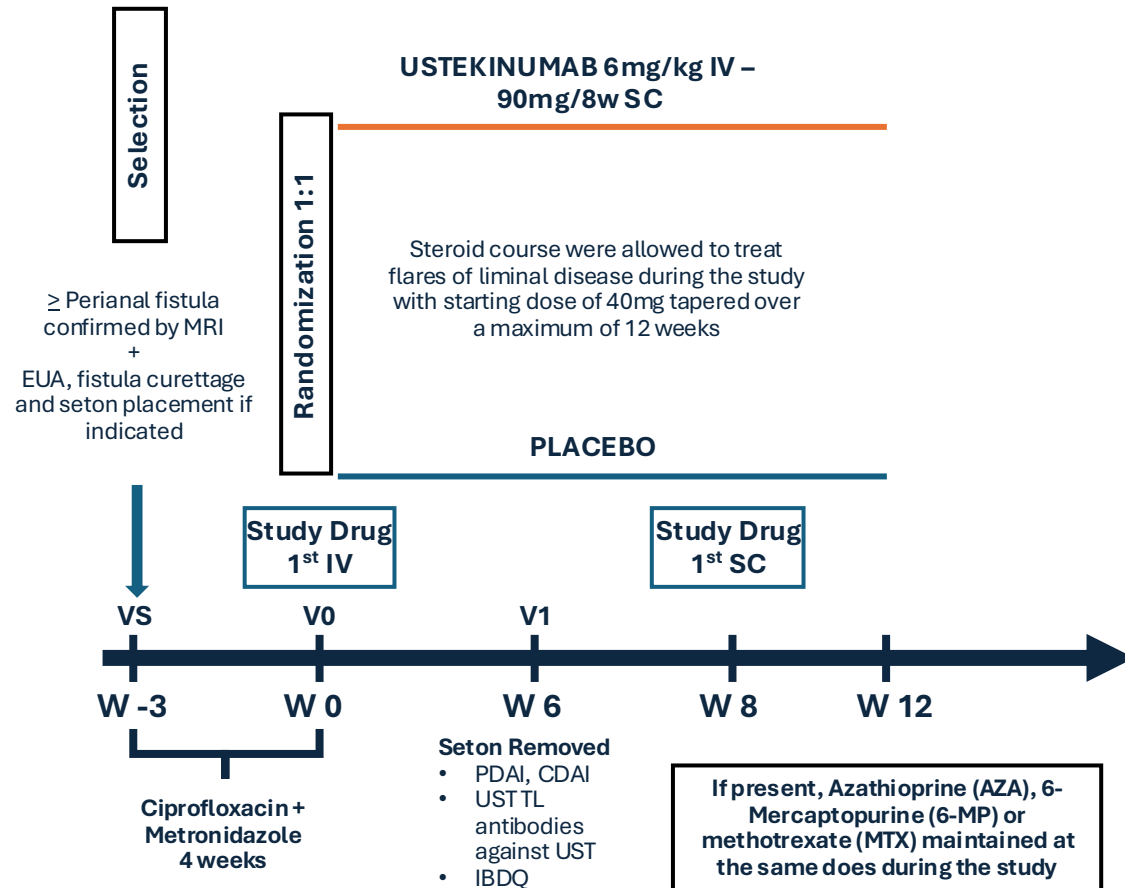 Selection
≥ Perianal fistula
confirmed by MRI
+
EUA, fistula curettage
and seton placement if
indicated
Randomization 1:1
USTEKINUMAB 6mg/kg IV –
90mg/8w SC
Steroid course were allowed to treat
flares of liminal disease during the study
with starting dose of 40mg tapered over
a maximum of 12 weeks
PLACEBO
Study Drug
1st IV
Study Drug
1st SC
VS
V0
V1
W -3
W 0
W 6
W 8
W 12
Ciprofloxacin +
Metronidazole
4 weeks
Seton Removed
• PDAI, CDAI
• UST TL
antibodies
against UST
• IBDQ
If present, Azathioprine (AZA), 6-
Mercaptopurine (6-MP) or
methotrexate (MTX) maintained at
the same does during the study